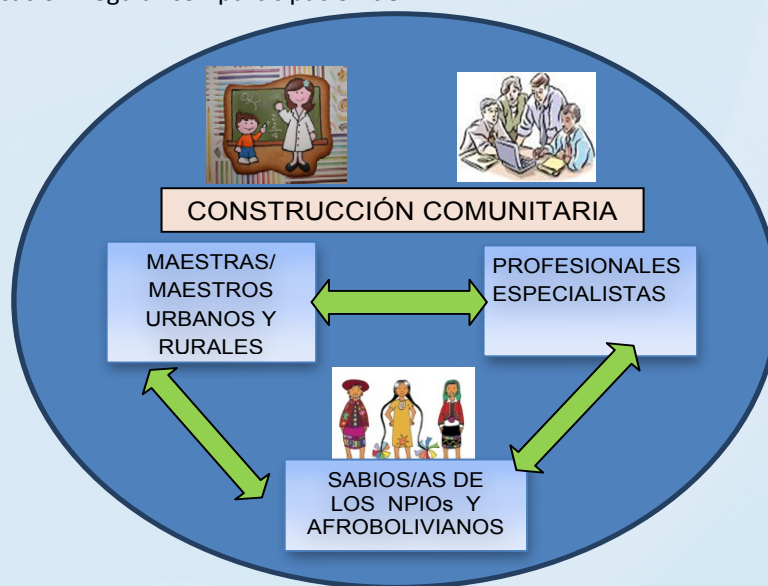 CONSTRUCCIÓN COMUNITARIA
MAESTRAS/
MAESTROS
URBANOS Y
RURALES
PROFESIONALES
ESPECIALISTAS
SABIOS/AS DE
LOS NPIOs Y
AFROBOLIVIANOS